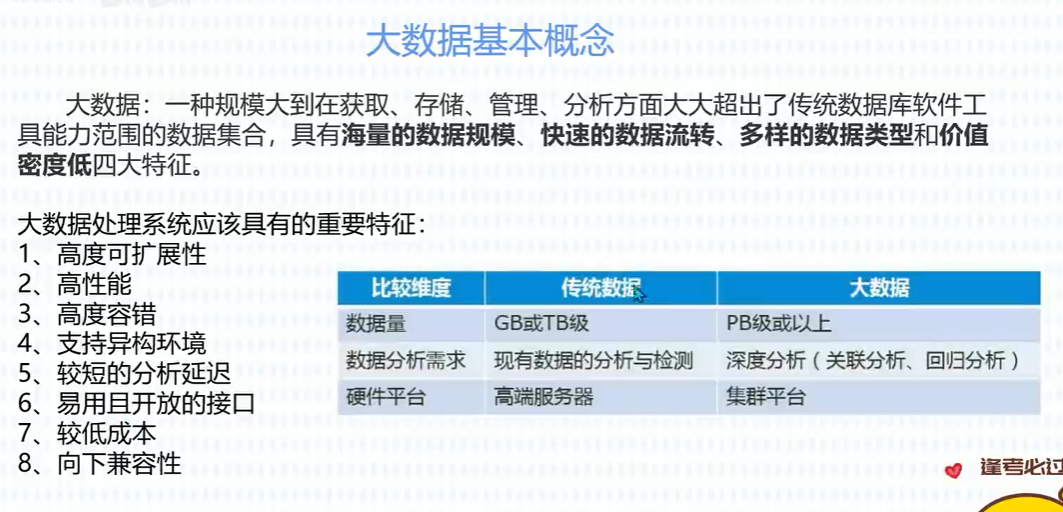 大数据基本概念
大数据：一种规模大到在获取、存储、管理、分析方面大大超出了传统数据库软件工
具能力范围的数据集合，具有海量的数据规模、快速的数据流转、多样的数据类型和价值
密度低四大特征。
大数据处理系统应该具有的重要特征：
1、高度可扩展性
2、高性能
3、高度容错
4、支持异构环境
5、较短的分析延迟
6、易用且开放的接口
7、较低成本
8、向下兼容性
比较维度 传统数据 大数据
数据量 GB或TB级 PB级或以上
数据分析需求 现有数据的分析与检测 深度分析（关联分析、回归分析）
硬件平台 高端服务器 集群平台
逢考必过